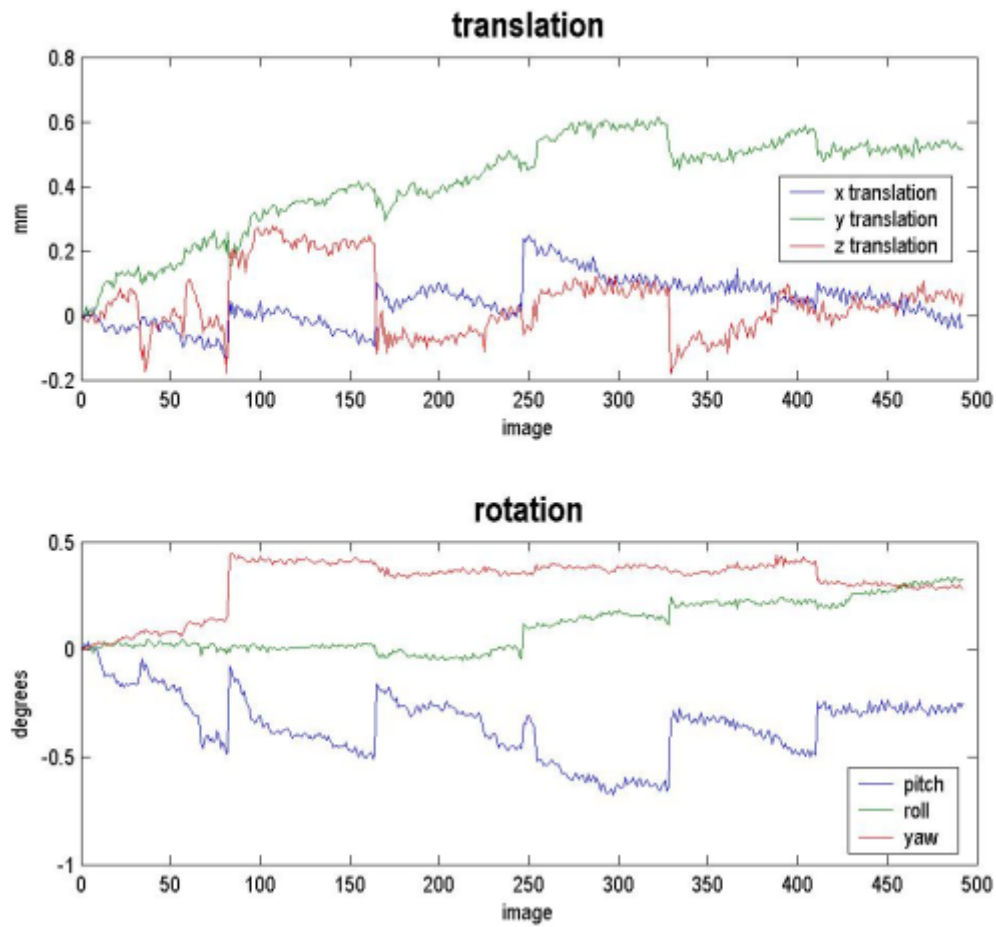 translation
0.8
0.6
0.4
0.2
0
-0.2
mm
x translation
y translation
z translation
0 50 100 150 200 250 300 350 400 450 500
image
rotation
0.5
0
-0.5
-1
degrees
pitch
roll
yaw
0 50 100 150 200 250 300 350 400 450 500
image